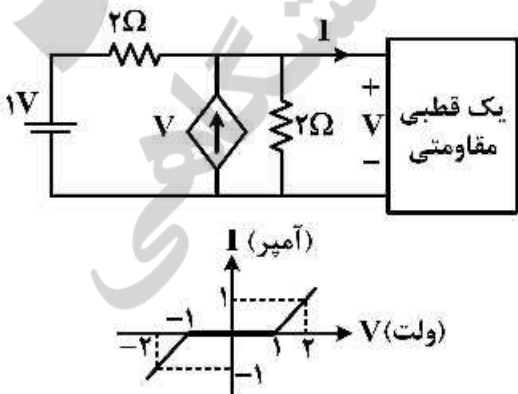 ۲Ω
I
۱V
V
۲Ω
+
V
−
یک قطبی
مقاومتی
I (آمپر)
۱
−۱
−۲
۱
۲
V (ولت)
−۱